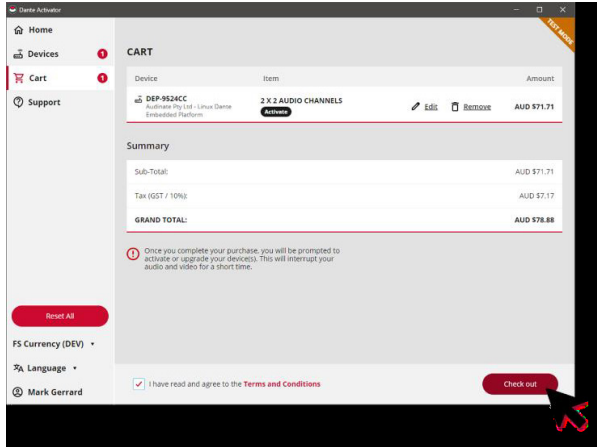 Dante Activator
TEST MODE
Home
Devices 1
Cart 1
Support
CART
Device Item Amount
DEP-9524CC 2 X 2 AUDIO CHANNELS Edit Remove AUD $71.71
Audinate Pty Ltd - Linux Dante
Embedded Platform
Activate
Summary
Sub-Total: AUD $71.71
Tax (GST / 10%): AUD $7.17
GRAND TOTAL: AUD $78.88
Once you complete your purchase, you will be prompted to
activate or upgrade your device(s). This will interrupt your
audio and video for a short time.
Reset All
FS Currency (DEV)
Language
Mark Gerrard
I have read and agree to the Terms and Conditions
Check out